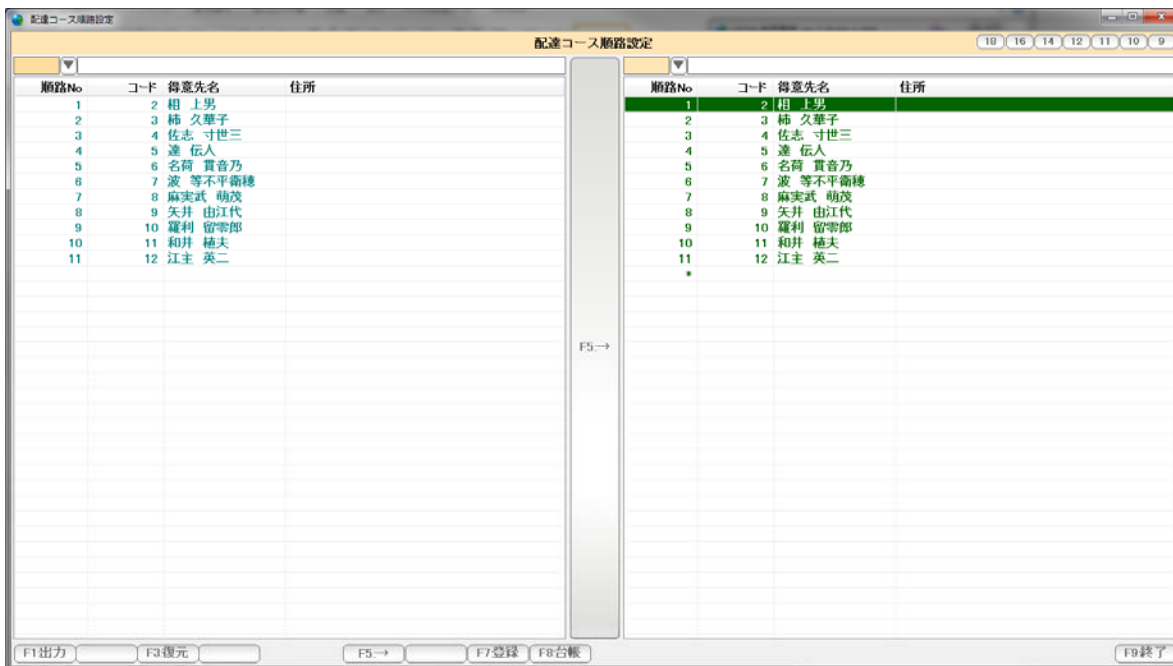 配達コース順路設定
配達コース順路設定
18 16 14 12 11 10 9
順路No コード 得意先名 住所
1 2 相 上男
2 3 柿 久華子
3 4 佐志 寸世三
4 5 達 伝人
5 6 名荷 貫音乃
6 7 波 等不平衛穂
7 8 麻実武 萌茂
8 9 矢井 由江代
9 10 羅利 留零郎
10 11 和井 植夫
11 12 江主 英二
F5:→
順路No コード 得意先名 住所
1 2 相 上男
2 3 柿 久華子
3 4 佐志 寸世三
4 5 達 伝人
5 6 名荷 貫音乃
6 7 波 等不平衛穂
7 8 麻実武 萌茂
8 9 矢井 由江代
9 10 羅利 留零郎
10 11 和井 植夫
11 12 江主 英二
*
F1出力 F3復元 F5:→ F7登録 F8台帳 F9終了